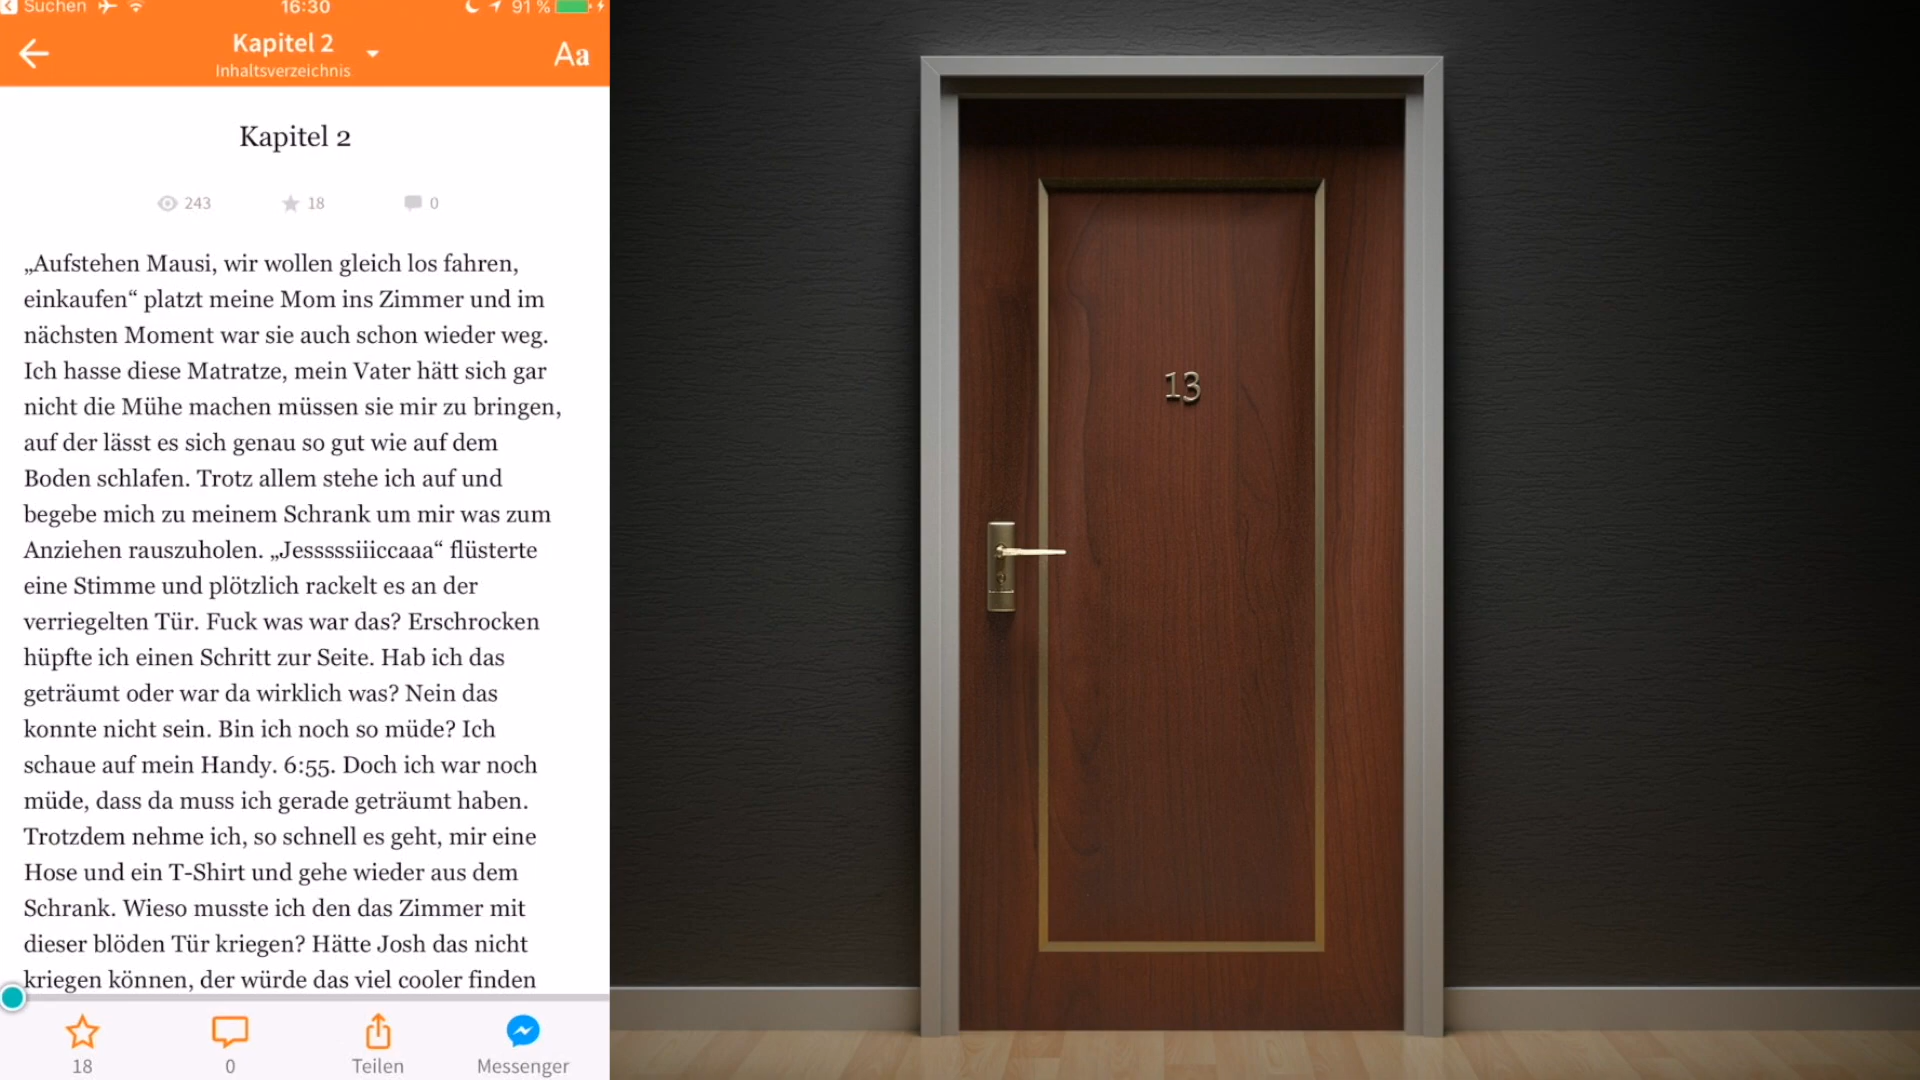 Suchen
16:30
91 %
Kapitel 2
Inhaltsverzeichnis
Aa
Kapitel 2
243
18
0
„Aufstehen Mausi, wir wollen gleich los fahren,
einkaufen“ platzt meine Mom ins Zimmer und im
nächsten Moment war sie auch schon wieder weg.
Ich hasse diese Matratze, mein Vater hätt sich gar
nicht die Mühe machen müssen sie mir zu bringen,
auf der lässt es sich genau so gut wie auf dem
Boden schlafen. Trotz allem stehe ich auf und
begebe mich zu meinem Schrank um mir was zum
Anziehen rauszuholen. „Jesssssiiiccaaa“ flüsterte
eine Stimme und plötzlich rackelt es an der
verriegelten Tür. Fuck was war das? Erschrocken
hüpfte ich einen Schritt zur Seite. Hab ich das
geträumt oder war da wirklich was? Nein das
konnte nicht sein. Bin ich noch so müde? Ich
schaue auf mein Handy. 6:55. Doch ich war noch
müde, dass da muss ich gerade geträumt haben.
Trotzdem nehme ich, so schnell es geht, mir eine
Hose und ein T-Shirt und gehe wieder aus dem
Schrank. Wieso musste ich den das Zimmer mit
dieser blöden Tür kriegen? Hätte Josh das nicht
kriegen können, der würde das viel cooler finden
18
0
Teilen
Messenger
13